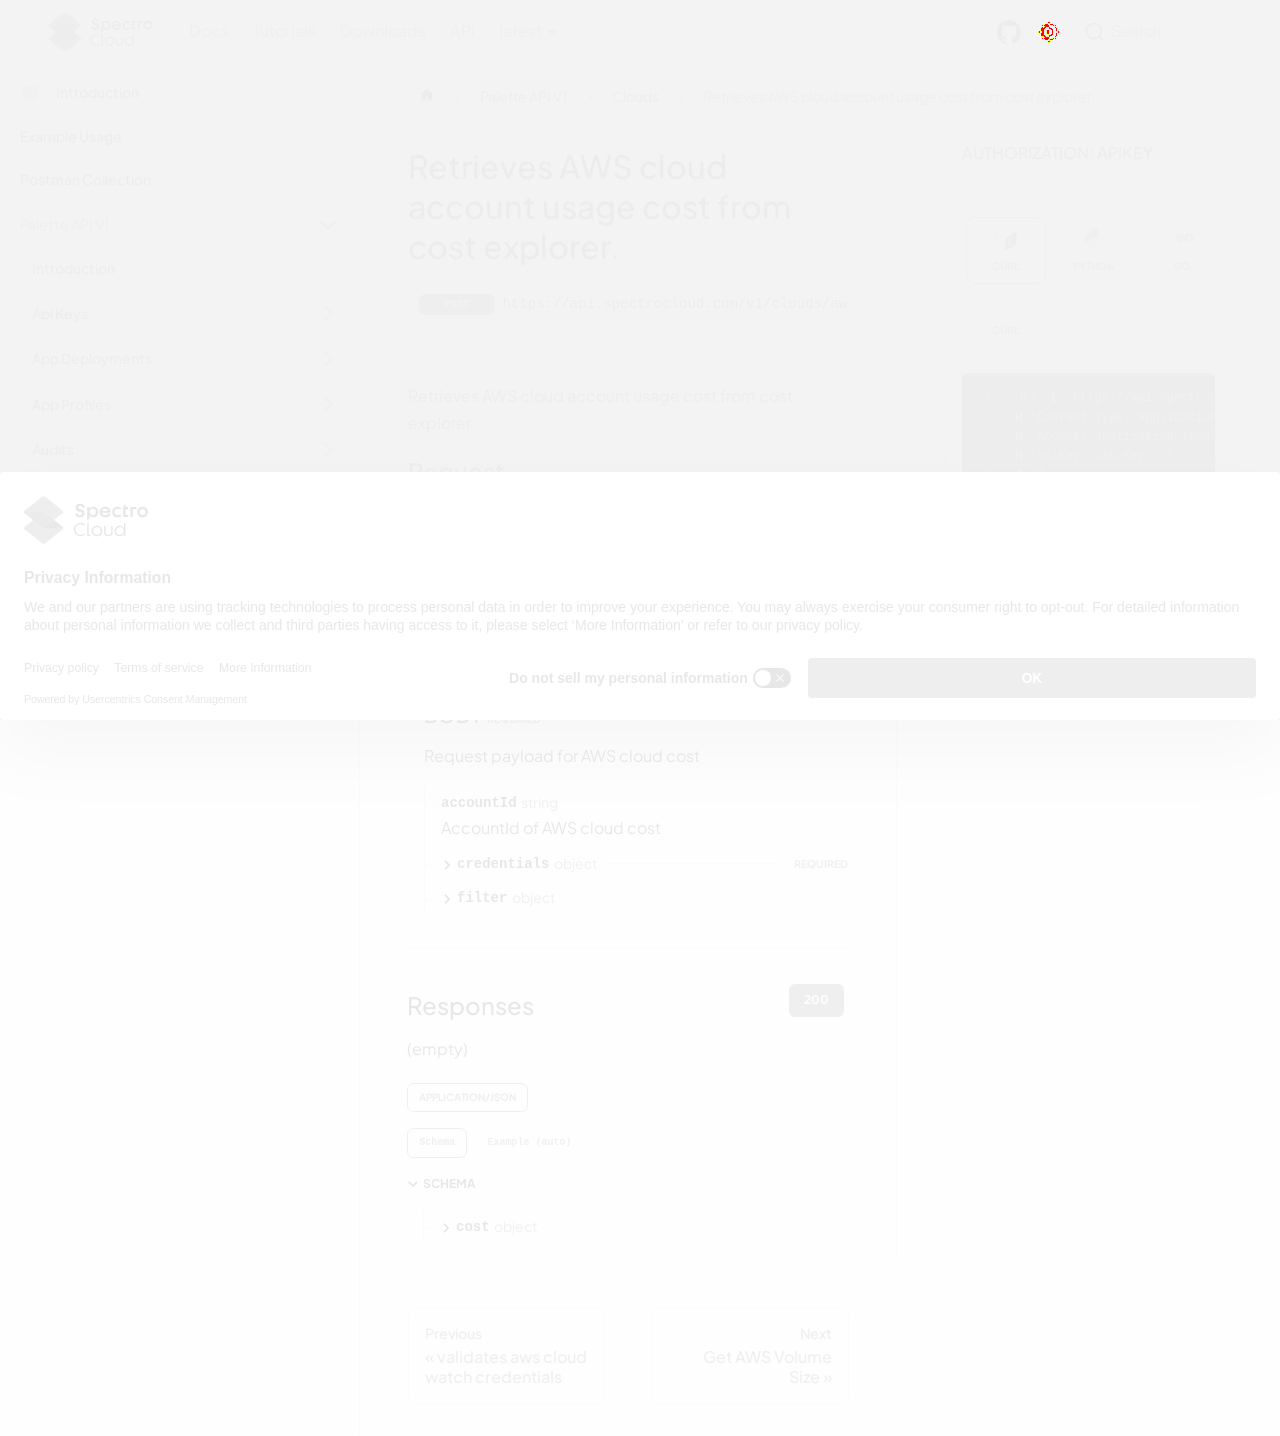 Spectro
Cloud
Docs
Tutorials
Downloads
API
latest
Search
Introduction
Example Usage
Postman Collection
Palette API V1
Introduction
Api Keys
App Deployments
App Profiles
Audits
Palette API V1
Clouds
Retrieves AWS cloud account usage cost from cost explorer.
Retrieves AWS cloud
account usage cost from
cost explorer.
POST
https://api.spectrocloud.com/v1/clouds/aw
Retrieves AWS cloud account usage cost from cost
explorer.
Request
AUTHORIZATION: APIKEY
CURL
PYTHON
GO
GO
CURL
Spectro
Cloud
Privacy Information
We and our partners are using tracking technologies to process personal data in order to improve your experience. You may always exercise your consumer right to opt-out. For detailed information
about personal information we collect and third parties having access to it, please select 'More Information' or refer to our privacy policy.
Privacy policy
Terms of service
More Information
Powered by Usercentrics Consent Management
Do not sell my personal information
OK
REQUIRED
Request payload for AWS cloud cost
accountId string
AccountId of AWS cloud cost
credentials object
REQUIRED
filter object
Responses
200
(empty)
APPLICATION/JSON
Schema
Example (auto)
SCHEMA
cost object
Previous
« validates aws cloud
watch credentials
Next
Get AWS Volume
Size »